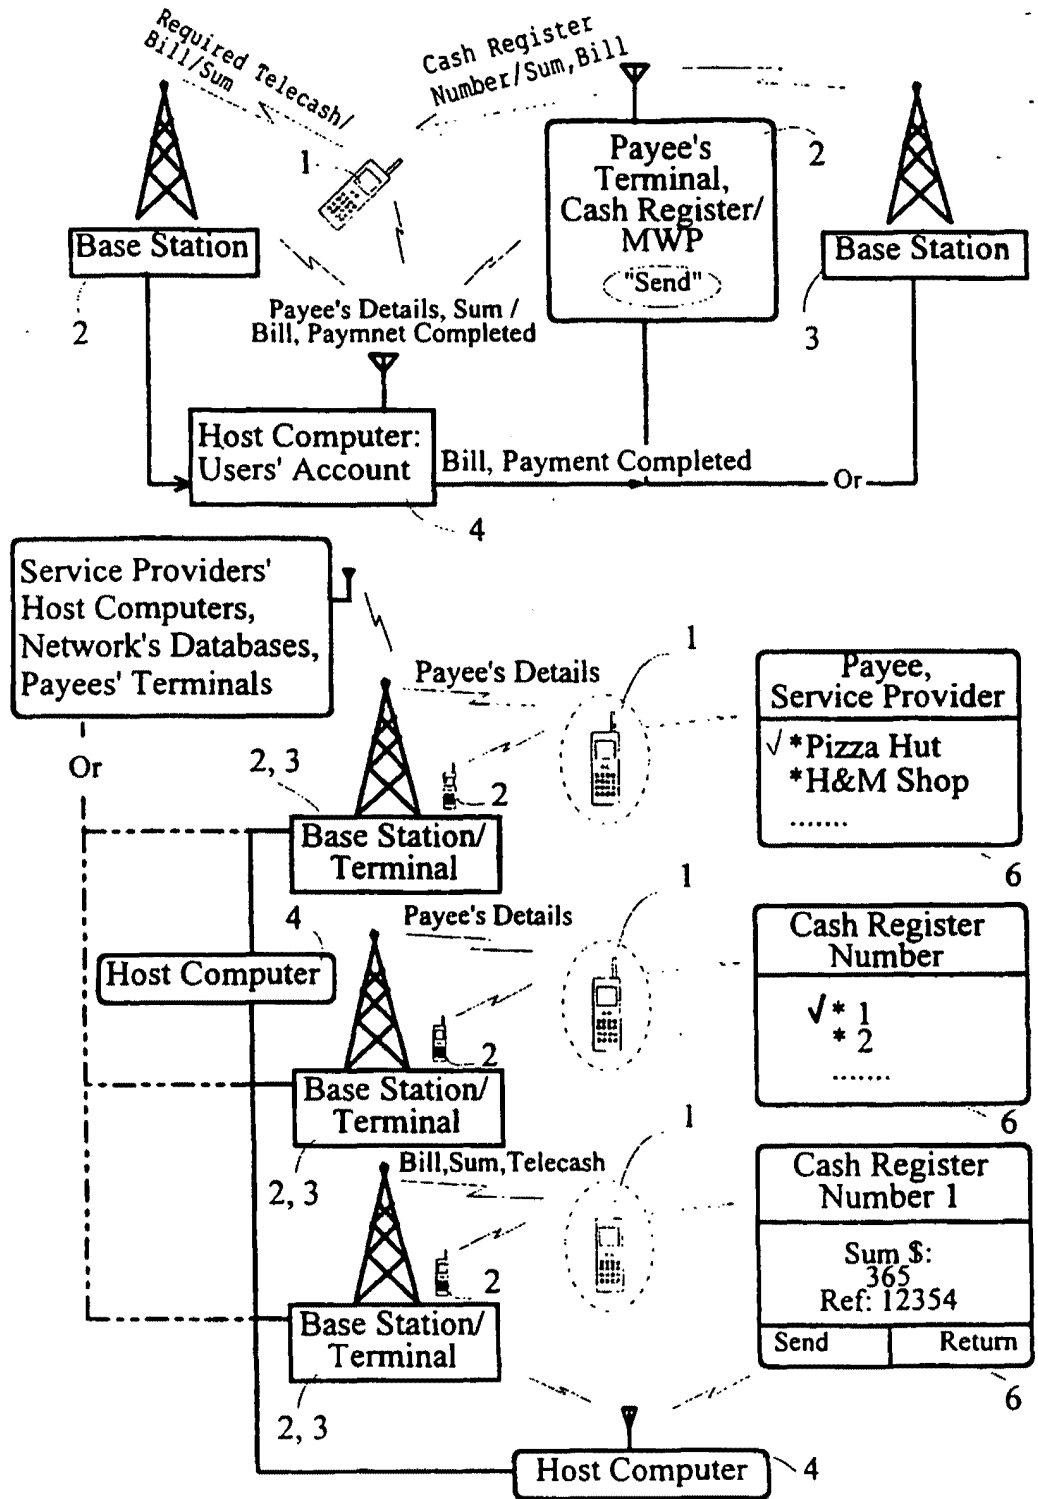 Required Telecash/
Bill/Sum
Cash Register
Number/Sum,Bill
1
Payee's
Terminal,
Cash Register/
MWP
"Send"
2
Base Station
2
Base Station
3
Payee's Details, Sum /
Bill, Paymnet Completed
Host Computer:
Users' Account
Bill, Payment Completed
Or
4
Service Providers'
Host Computers,
Network's Databases,
Payees' Terminals
Or
Payee's Details
1
2, 3
2
Base Station/
Terminal
Payee,
Service Provider
✓ *Pizza Hut
*H&M Shop
.......
6
4
Host Computer
Payee's Details
1
2
Base Station/
Terminal
2, 3
Cash Register
Number
✓ * 1
* 2
.......
6
Bill,Sum,Telecash
1
2
Base Station/
Terminal
2, 3
Cash Register
Number 1
Sum $:
365
Ref: 12354
Send
Return
6
Host Computer
4